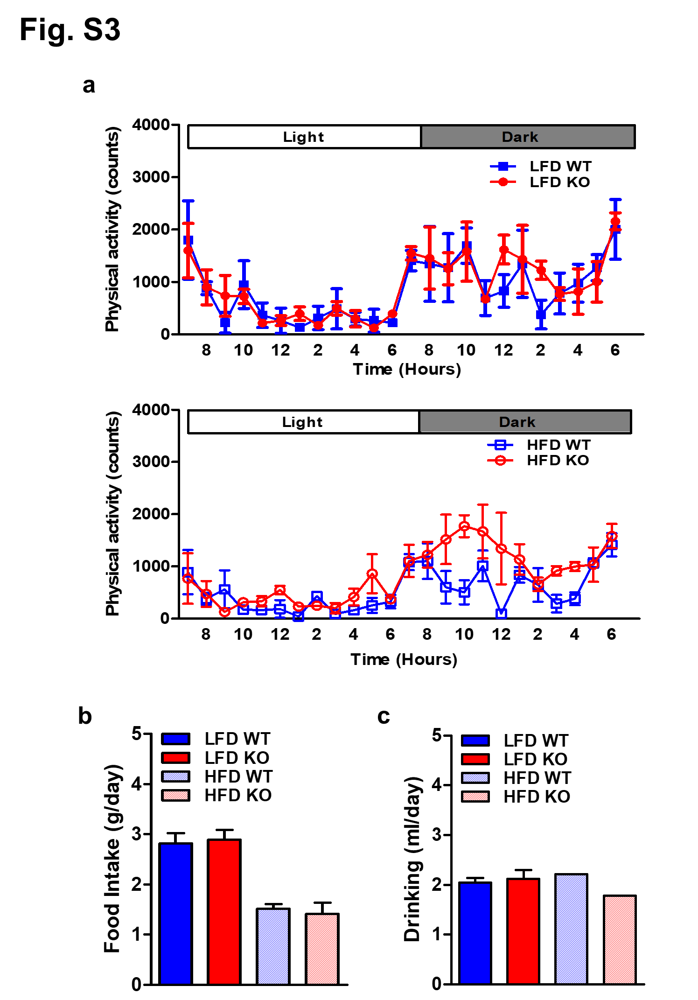 Fig. S3
a
Physical activity (counts)
4000
3000
2000
1000
0
Light
Dark
LFD WT
LFD KO
8 10 12 2 4 6 8 10 12 2 4 6
Time (Hours)
Physical activity (counts)
4000
3000
2000
1000
0
Light
Dark
HFD WT
HFD KO
8 10 12 2 4 6 8 10 12 2 4 6
Time (Hours)
b
Food Intake (g/day)
5
4
3
2
1
0
LFD WT
LFD KO
HFD WT
HFD KO
c
Drinking (ml/day)
5
4
3
2
1
0
LFD WT
LFD KO
HFD WT
HFD KO